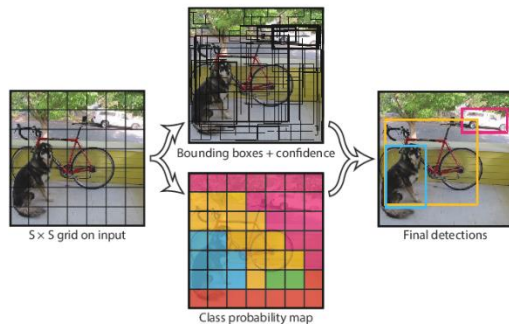 Bounding boxes + confidence
S × S grid on input
Final detections
Class probability map